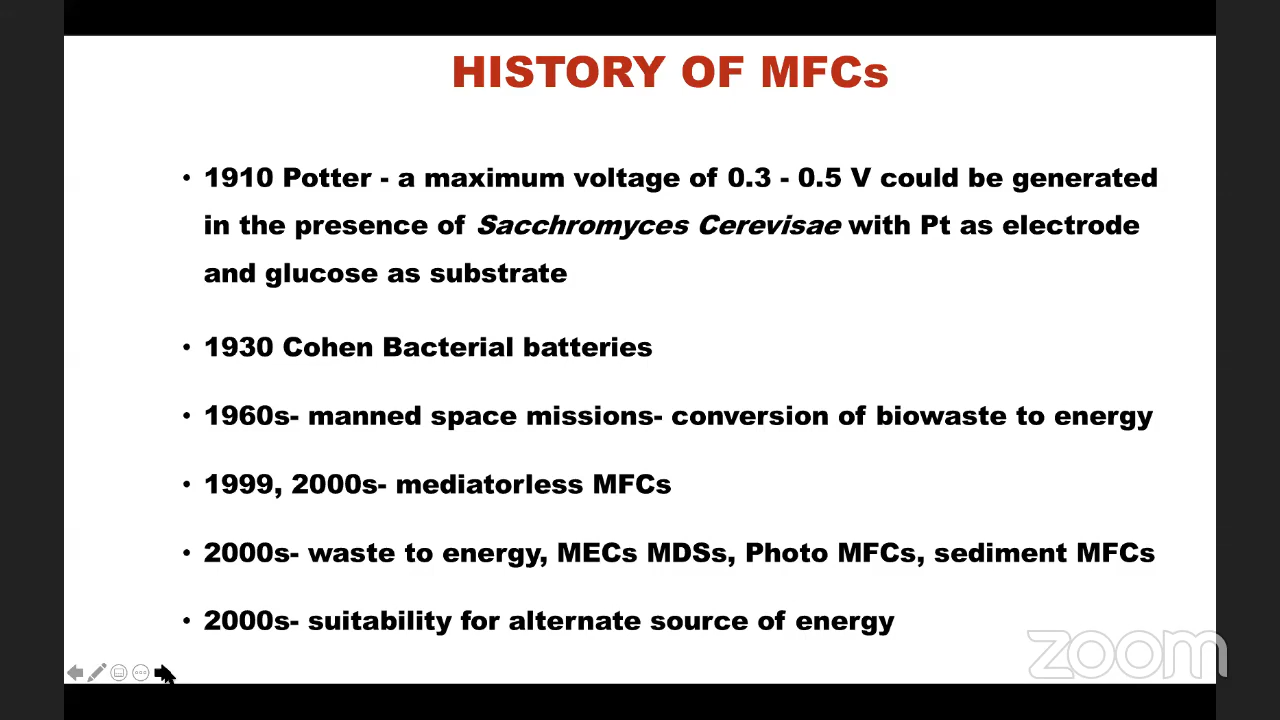 HISTORY OF MFCs
• 1910 Potter - a maximum voltage of 0.3 - 0.5 V could be generated
in the presence of Sacchromyces Cerevisae with Pt as electrode
and glucose as substrate
• 1930 Cohen Bacterial batteries
• 1960s- manned space missions- conversion of biowaste to energy
• 1999, 2000s- mediatorless MFCs
• 2000s- waste to energy, MECs MDSs, Photo MFCs, sediment MFCs
• 2000s- suitability for alternate source of energy
zoom